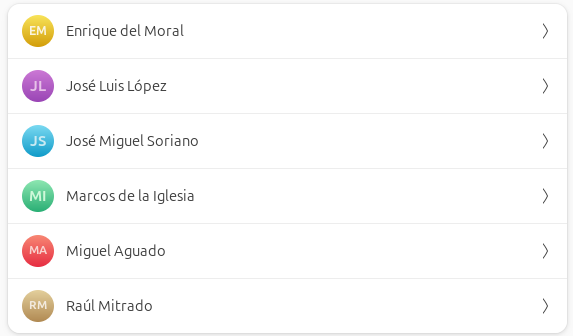 EM Enrique del Moral
JL José Luis López
JS José Miguel Soriano
MI Marcos de la Iglesia
MA Miguel Aguado
RM Raúl Mitrado